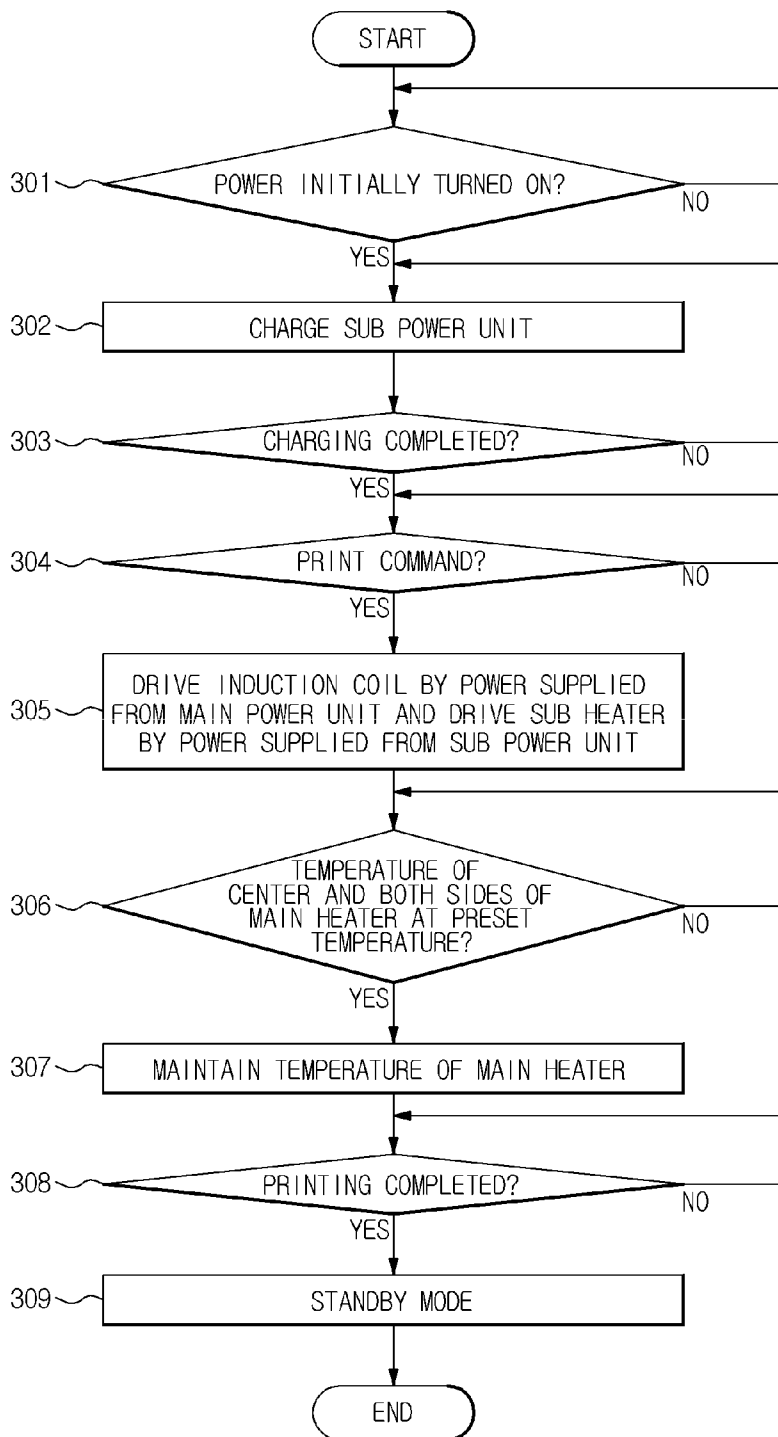 START
301
POWER INITIALLY TURNED ON?
NO
YES
302
CHARGE SUB POWER UNIT
303
CHARGING COMPLETED?
NO
YES
304
PRINT COMMAND?
NO
YES
305
DRIVE INDUCTION COIL BY POWER SUPPLIED
FROM MAIN POWER UNIT AND DRIVE SUB HEATER
BY POWER SUPPLIED FROM SUB POWER UNIT
306
TEMPERATURE OF
CENTER AND BOTH SIDES OF
MAIN HEATER AT PRESET
TEMPERATURE?
NO
YES
307
MAINTAIN TEMPERATURE OF MAIN HEATER
308
PRINTING COMPLETED?
NO
YES
309
STANDBY MODE
END